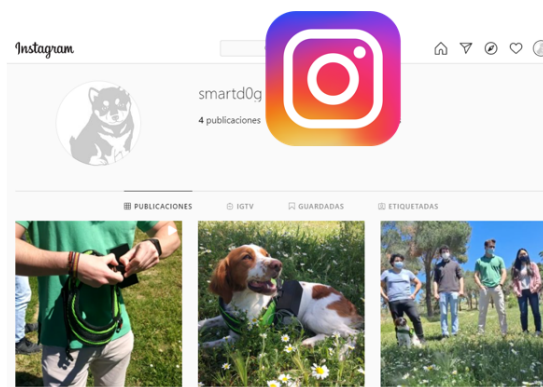 Instagram
smartd0g
4 publicaciones
PUBLICACIONES IGTV GUARDADAS ETIQUETADAS